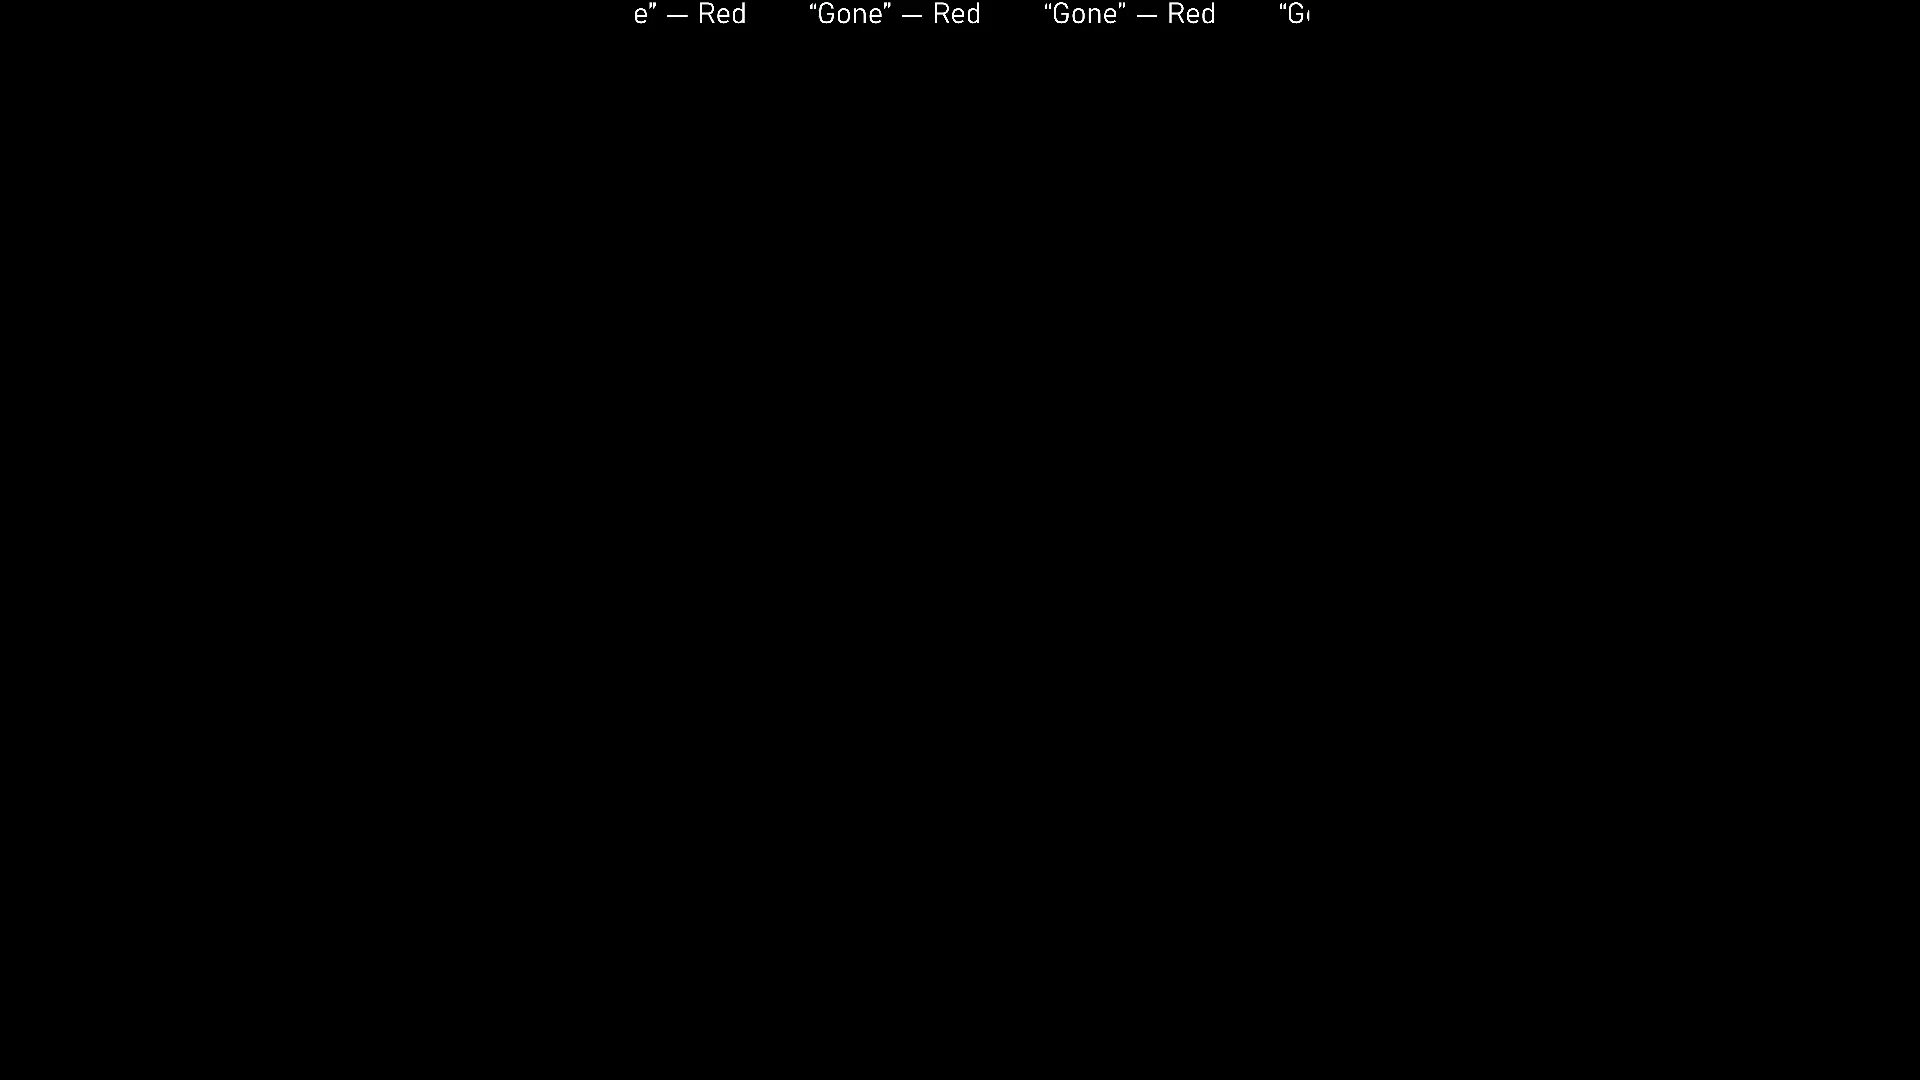 e” — Red “Gone” — Red “Gone” — Red “G